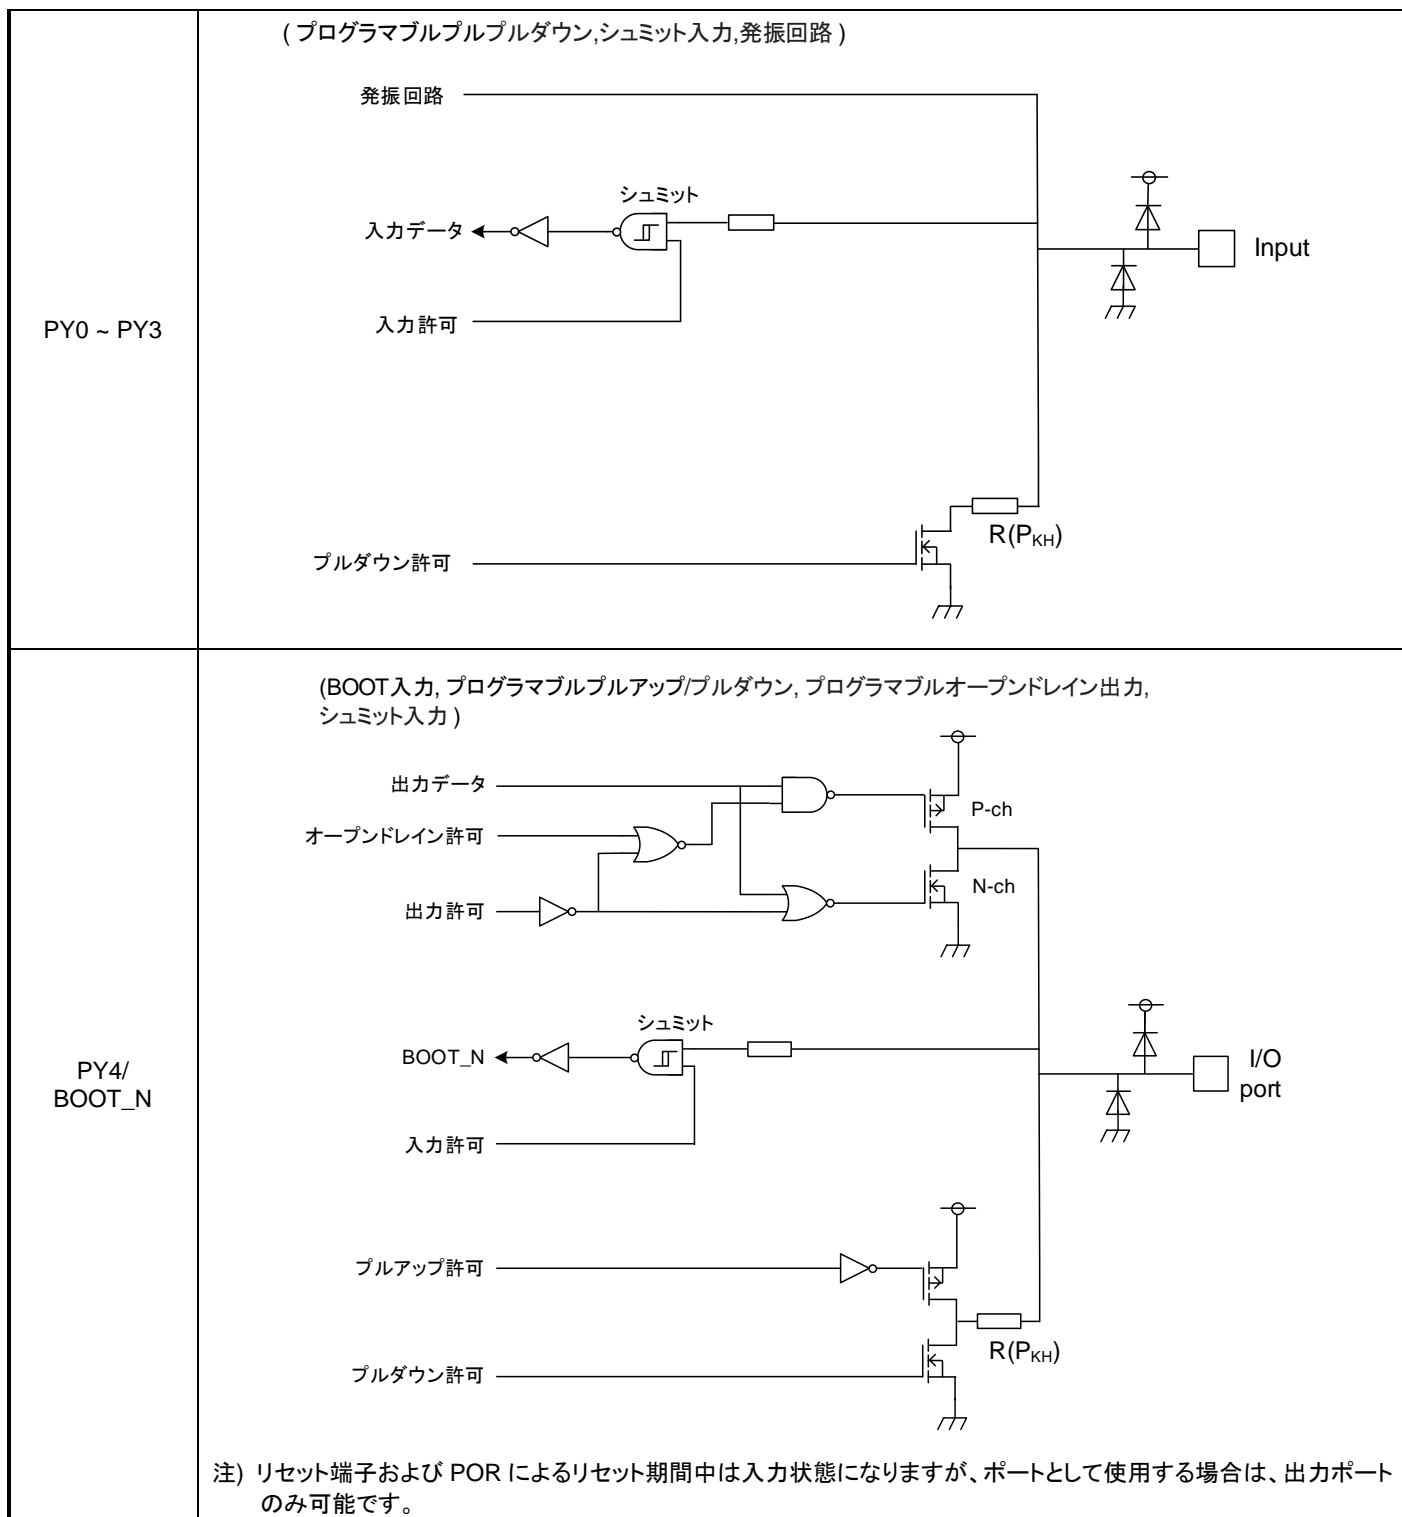 ( プログラマブルプルプルダウン,シュミット入力,発振回路 )
発振回路
シュミット
入力データ
Input
入力許可
PY0 ~ PY3
R(PKH)
プルダウン許可
(BOOT入力, プログラマブルプルアップ/プルダウン, プログラマブルオープンドレイン出力,
シュミット入力 )
出力データ
P-ch
オープンドレイン許可
N-ch
出力許可
シュミット
BOOT_N
I/O
port
PY4/
BOOT_N
入力許可
プルアップ許可
R(PKH)
プルダウン許可
注) リセット端子および POR によるリセット期間中は入力状態になりますが、ポートとして使用する場合は、出力ポート
のみ可能です。